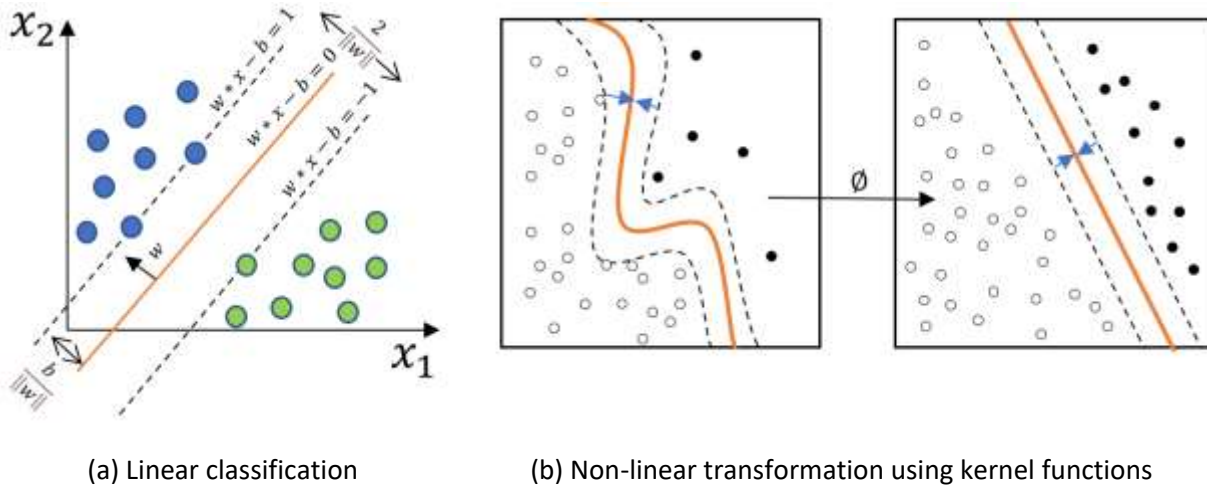 x₂
w * x − b = 1
w * x − b = 0
w * x − b = −1
2
‖w‖
w
b
‖w‖
x₁
∅
(a) Linear classification
(b) Non-linear transformation using kernel functions